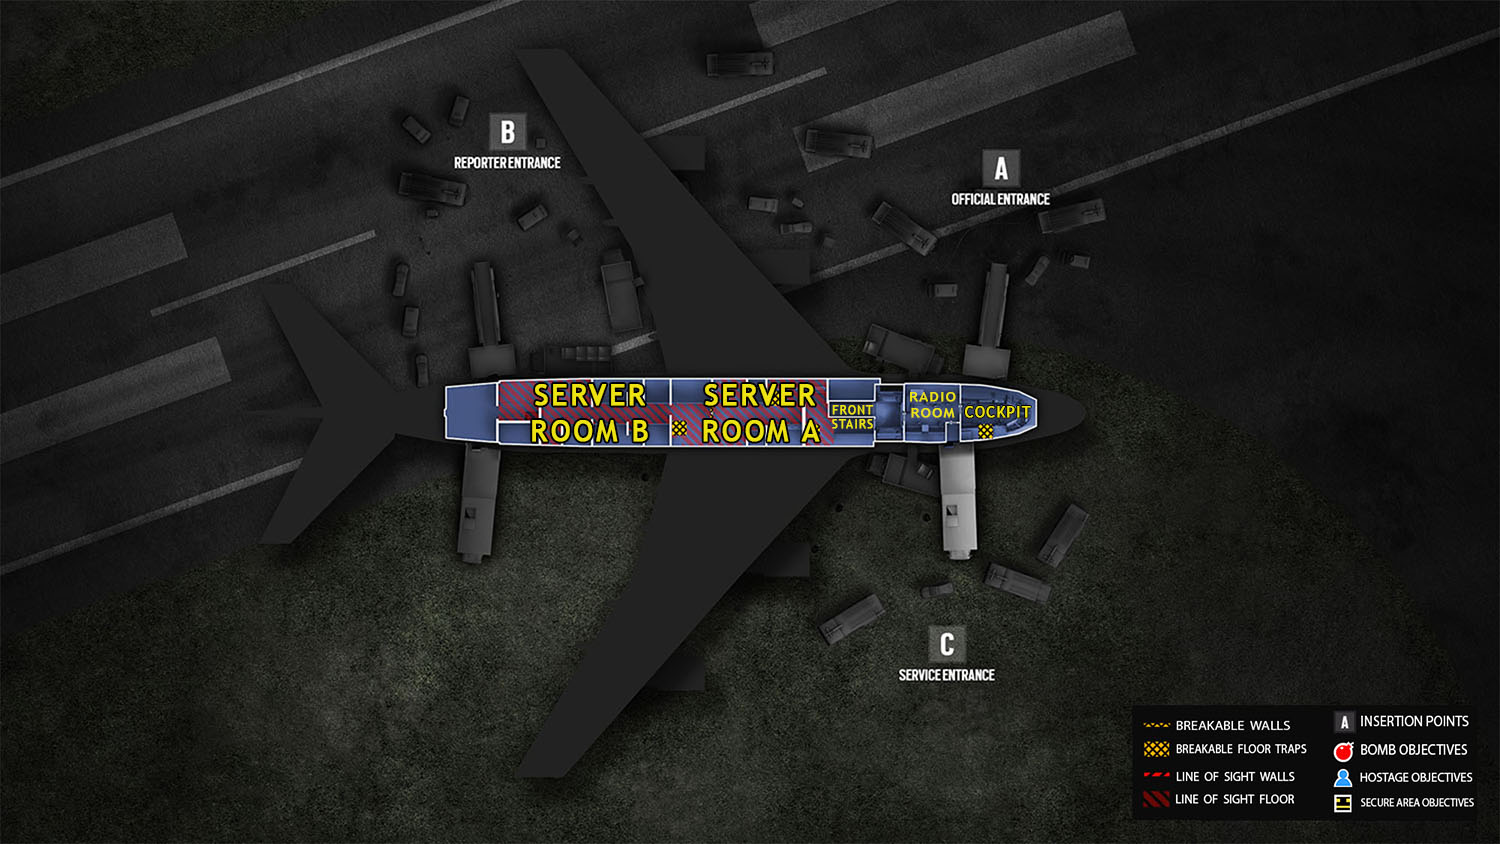 B
REPORTER ENTRANCE
A
OFFICIAL ENTRANCE
SERVER
ROOM B
SERVER
ROOM A
FRONT
STAIRS
RADIO
ROOM
COCKPIT
C
SERVICE ENTRANCE
BREAKABLE WALLS
BREAKABLE FLOOR TRAPS
LINE OF SIGHT WALLS
LINE OF SIGHT FLOOR
A INSERTION POINTS
BOMB OBJECTIVES
HOSTAGE OBJECTIVES
SECURE AREA OBJECTIVES